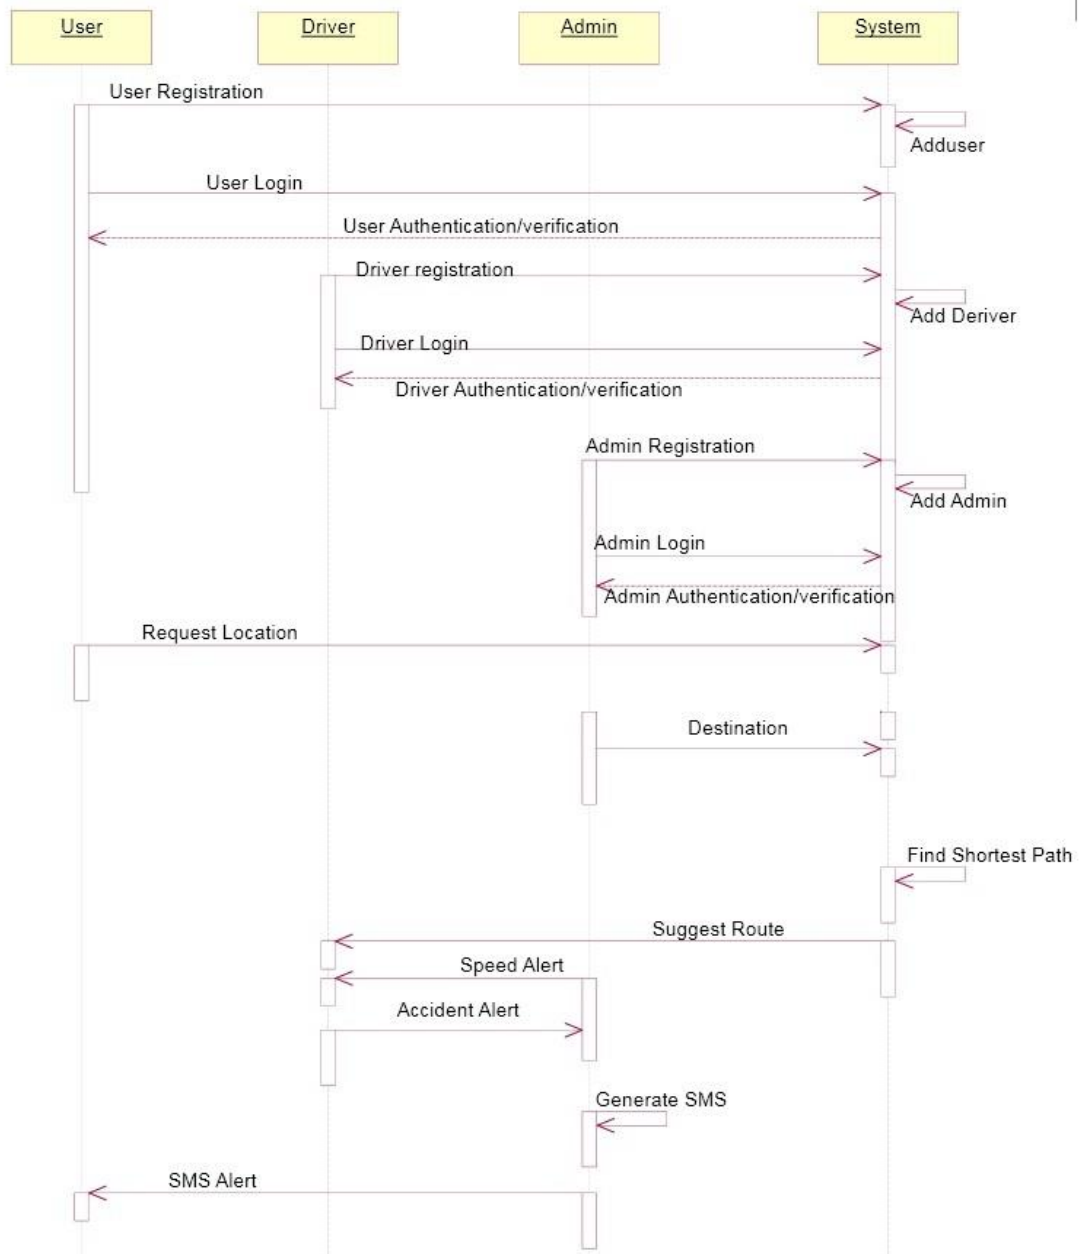 User
Driver
Admin
System
User Registration
Adduser
User Login
User Authentication/verification
Driver registration
Add Deriver
Driver Login
Driver Authentication/verification
Admin Registration
Add Admin
Admin Login
Admin Authentication/verification
Request Location
Destination
Find Shortest Path
Suggest Route
Speed Alert
Accident Alert
Generate SMS
SMS Alert